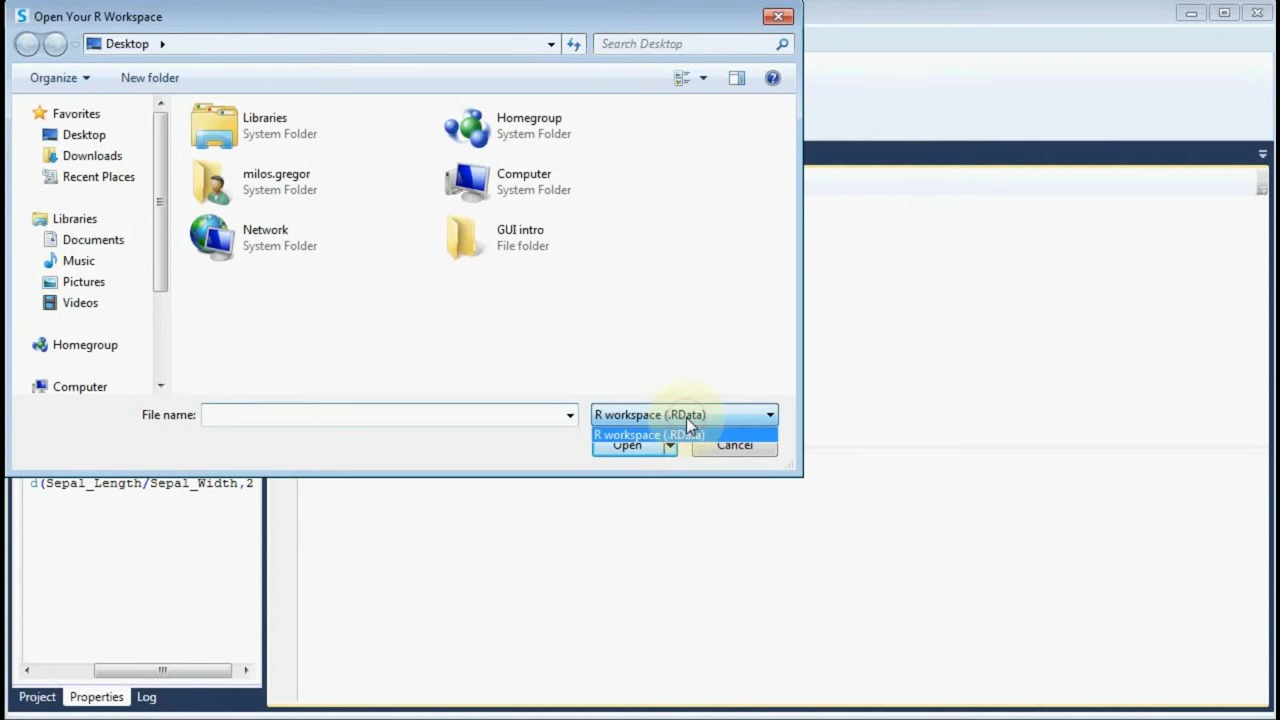 S Open Your R Workspace
Desktop
Search Desktop
Organize
New folder
Favorites
Desktop
Downloads
Recent Places
Libraries
Documents
Music
Pictures
Videos
Homegroup
Computer
Libraries
System Folder
Homegroup
System Folder
milos.gregor
System Folder
Computer
System Folder
Network
System Folder
GUI intro
File folder
File name:
R workspace (.RData)
R workspace (.RData)
Open
Cancel
d(Sepal_Length/Sepal_Width,2
Project
Properties
Log